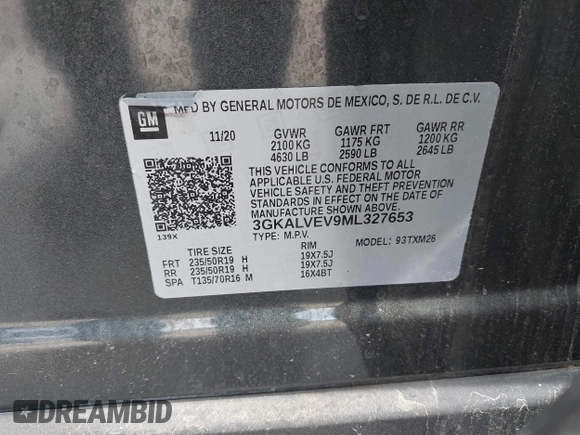 GM
MFD BY GENERAL MOTORS DE MEXICO, S. DE R.L. DE C.V.
11/20 GVWR GAWR FRT GAWR RR
2100 KG 1175 KG 1200 KG
4630 LB 2590 LB 2645 LB
THIS VEHICLE CONFORMS TO ALL
APPLICABLE U.S. FEDERAL MOTOR
VEHICLE SAFETY AND THEFT PREVENTION
STANDARDS IN EFFECT ON THE DATE OF
MANUFACTURE SHOWN ABOVE.
3GKALVEV9ML327653
139X
TYPE: M.P.V. MODEL: 93TXM26
TIRE SIZE RIM
FRT 235/50R19 H 19X7.5J
RR 235/50R19 H 19X7.5J
SPA T135/70R16 M 16X4BT
DREAMBID